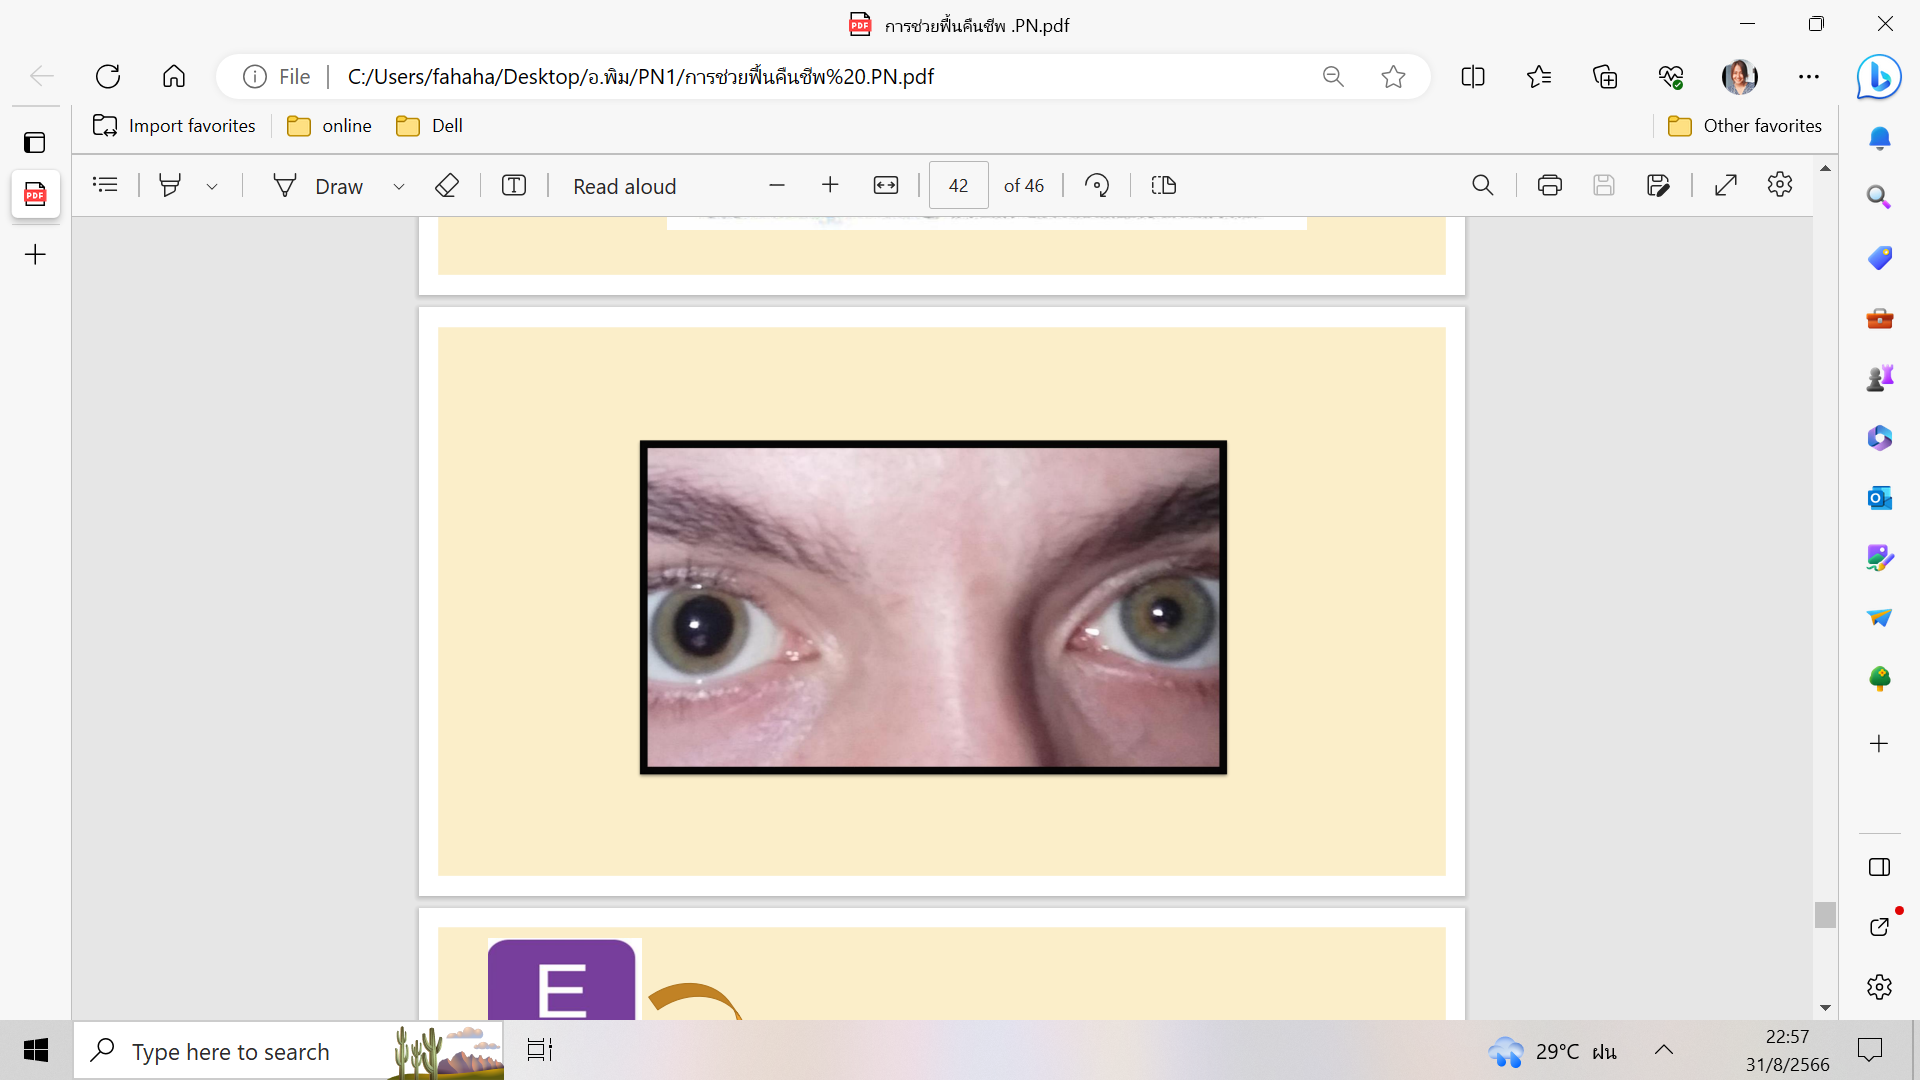 การช่วยฟื้นคืนชีพ .PN.pdf
File
C:/Users/fahaha/Desktop/อ.พิม/PN1/การช่วยฟื้นคืนชีพ%20.PN.pdf
Import favorites
online
Dell
Other favorites
Draw
Read aloud
42
of 46
E
Type here to search
29°C ฝน
22:57
31/8/2566